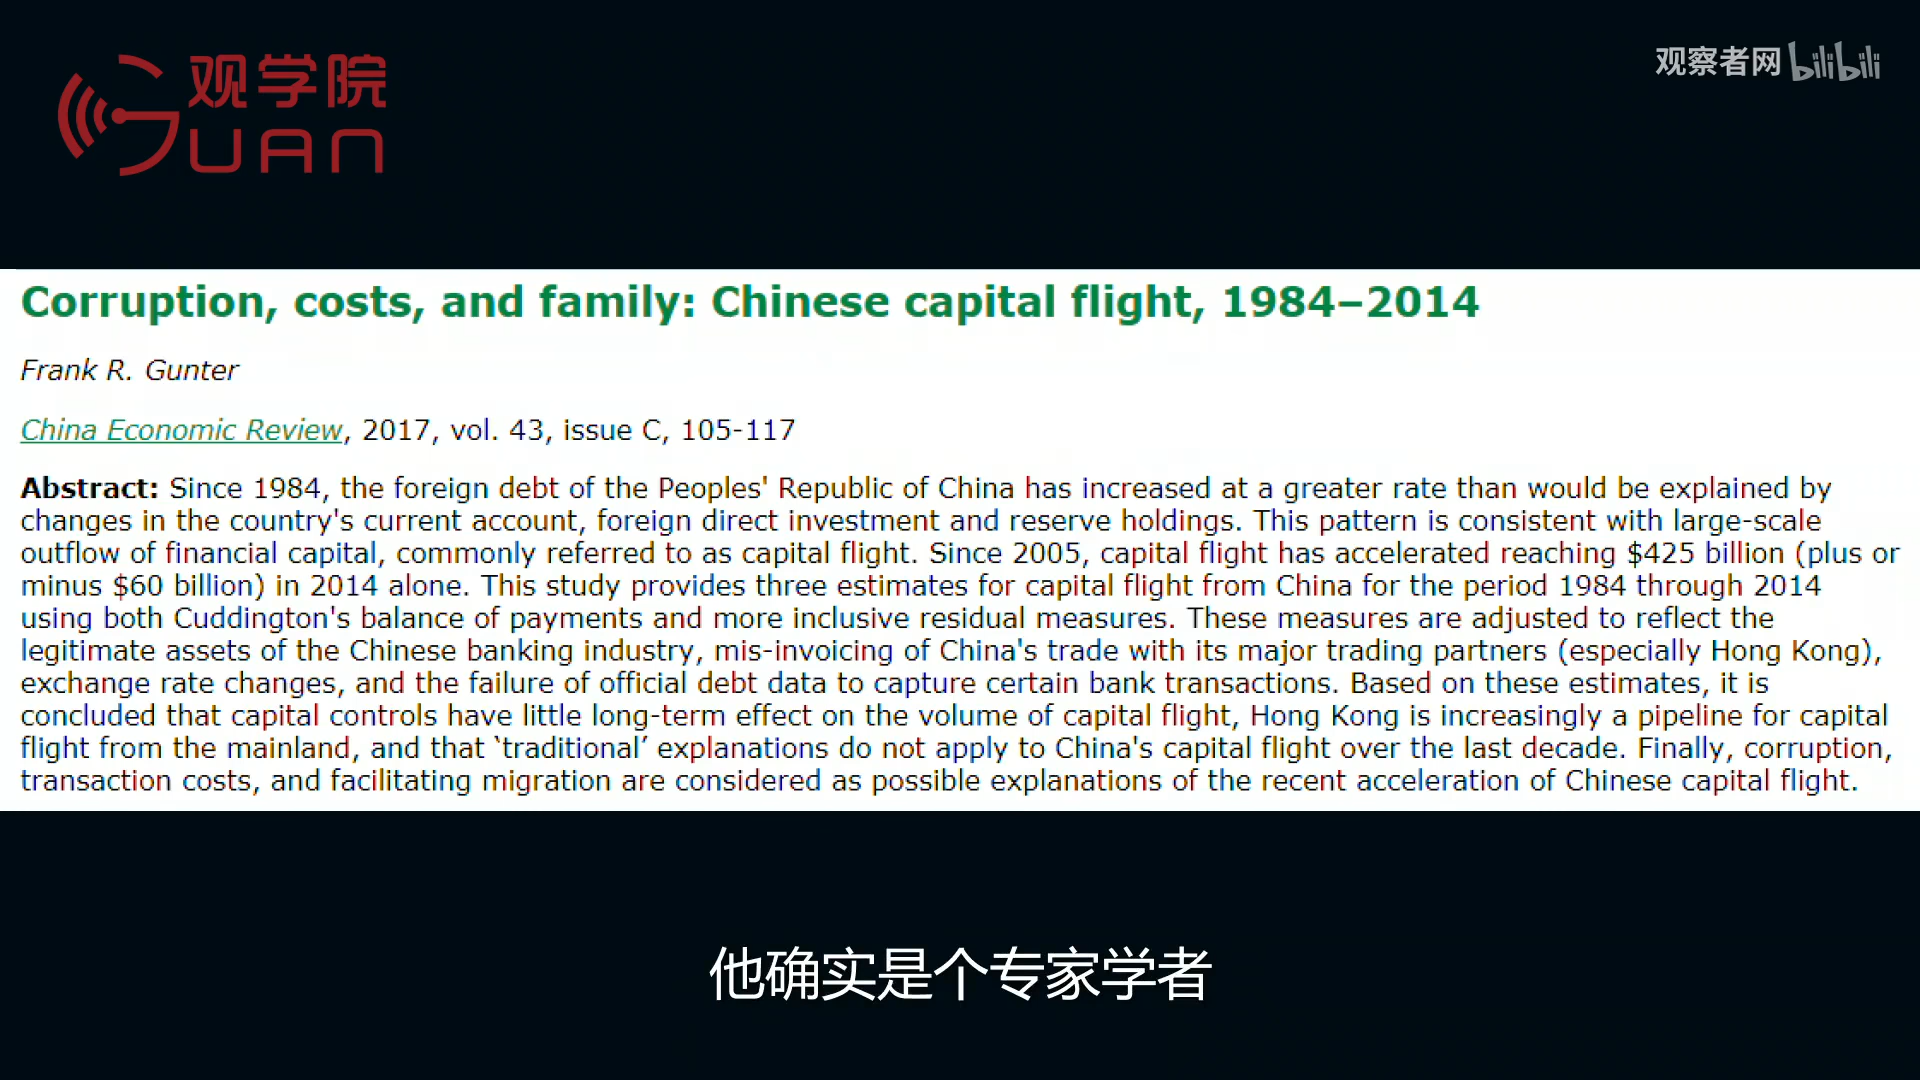 观学院
GUAN
观察者网 bilibili
Corruption, costs, and family: Chinese capital flight, 1984–2014
Frank R. Gunter
China Economic Review, 2017, vol. 43, issue C, 105-117
Abstract: Since 1984, the foreign debt of the Peoples' Republic of China has increased at a greater rate than would be explained by
changes in the country's current account, foreign direct investment and reserve holdings. This pattern is consistent with large-scale
outflow of financial capital, commonly referred to as capital flight. Since 2005, capital flight has accelerated reaching $425 billion (plus or
minus $60 billion) in 2014 alone. This study provides three estimates for capital flight from China for the period 1984 through 2014
using both Cuddington's balance of payments and more inclusive residual measures. These measures are adjusted to reflect the
legitimate assets of the Chinese banking industry, mis-invoicing of China's trade with its major trading partners (especially Hong Kong),
exchange rate changes, and the failure of official debt data to capture certain bank transactions. Based on these estimates, it is
concluded that capital controls have little long-term effect on the volume of capital flight, Hong Kong is increasingly a pipeline for capital
flight from the mainland, and that ‛traditional’ explanations do not apply to China's capital flight over the last decade. Finally, corruption,
transaction costs, and facilitating migration are considered as possible explanations of the recent acceleration of Chinese capital flight.
他确实是个专家学者